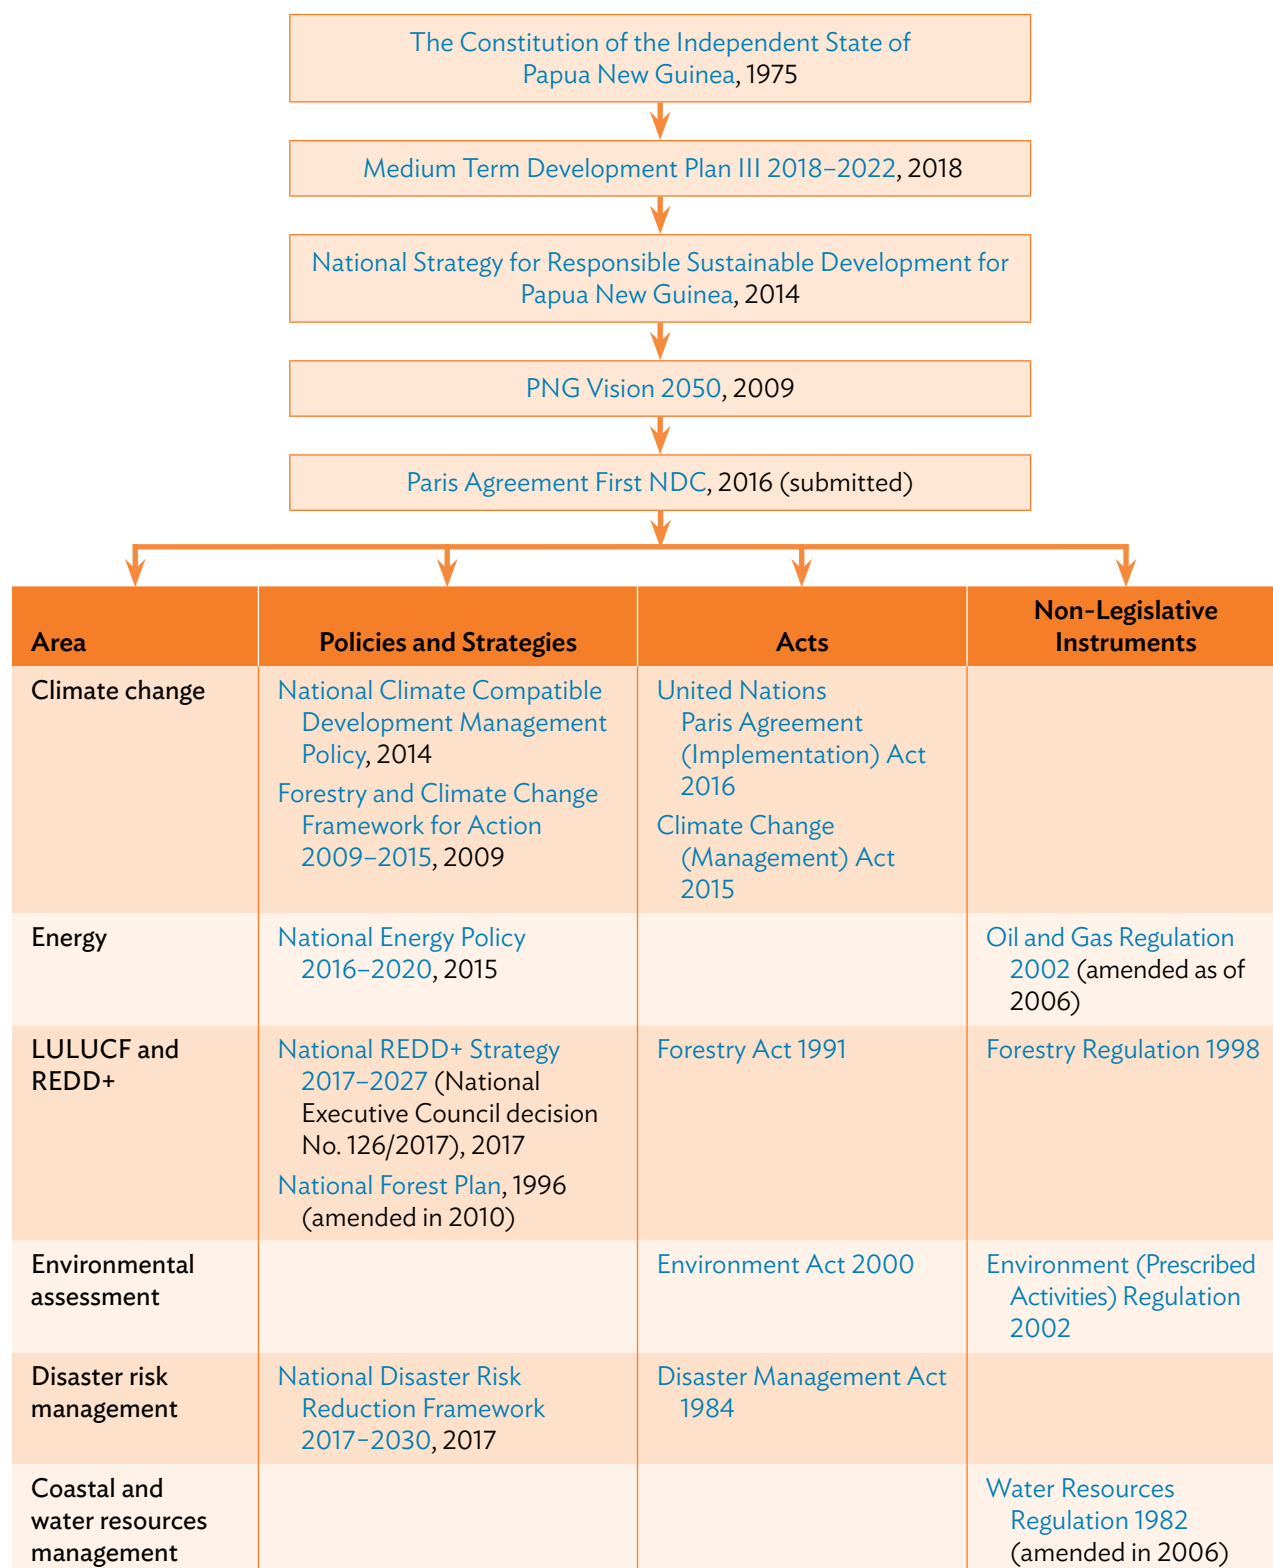 The Constitution of the Independent State of
Papua New Guinea, 1975
Medium Term Development Plan III 2018–2022, 2018
National Strategy for Responsible Sustainable Development for
Papua New Guinea, 2014
PNG Vision 2050, 2009
Paris Agreement First NDC, 2016 (submitted)
Area
Policies and Strategies
Acts
Non-Legislative
Instruments
Climate change
National Climate Compatible
Development Management
Policy, 2014
Forestry and Climate Change
Framework for Action
2009–2015, 2009
United Nations
Paris Agreement
(Implementation) Act
2016
Climate Change
(Management) Act
2015
Energy
National Energy Policy
2016–2020, 2015
Oil and Gas Regulation
2002 (amended as of
2006)
LULUCF and
REDD+
National REDD+ Strategy
2017–2027 (National
Executive Council decision
No. 126/2017), 2017
National Forest Plan, 1996
(amended in 2010)
Forestry Act 1991
Forestry Regulation 1998
Environmental
assessment
Environment Act 2000
Environment (Prescribed
Activities) Regulation
2002
Disaster risk
management
National Disaster Risk
Reduction Framework
2017–2030, 2017
Disaster Management Act
1984
Coastal and
water resources
management
Water Resources
Regulation 1982
(amended in 2006)